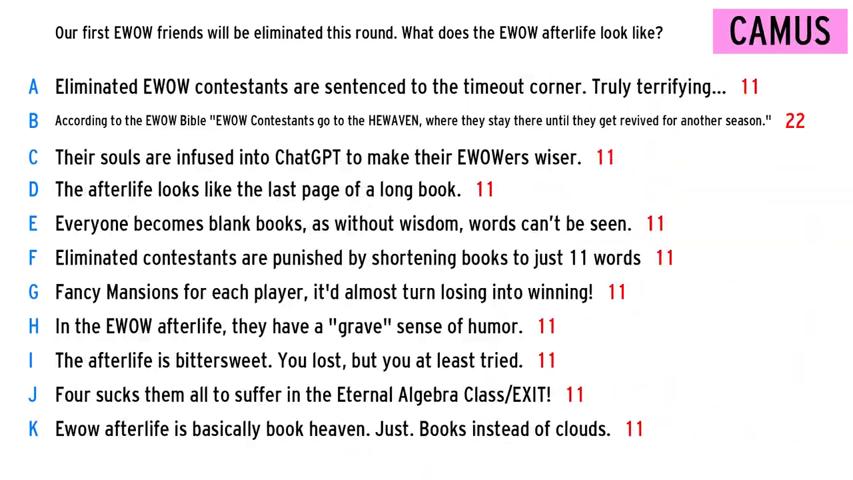 Our first EWOW friends will be eliminated this round. What does the EWOW afterlife look like?
CAMUS
A Eliminated EWOW contestants are sentenced to the timeout corner. Truly terrifying... 11
B According to the EWOW Bible "EWOW Contestants go to the HEWAVEN, where they stay there until they get revived for another season." 22
C Their souls are infused into ChatGPT to make their EWOWers wiser. 11
D The afterlife looks like the last page of a long book. 11
E Everyone becomes blank books, as without wisdom, words can't be seen. 11
F Eliminated contestants are punished by shortening books to just 11 words 11
G Fancy Mansions for each player, it'd almost turn losing into winning! 11
H In the EWOW afterlife, they have a "grave" sense of humor. 11
I The afterlife is bittersweet. You lost, but you at least tried. 11
J Four sucks them all to suffer in the Eternal Algebra Class/EXIT! 11
K Ewow afterlife is basically book heaven. Just. Books instead of clouds. 11